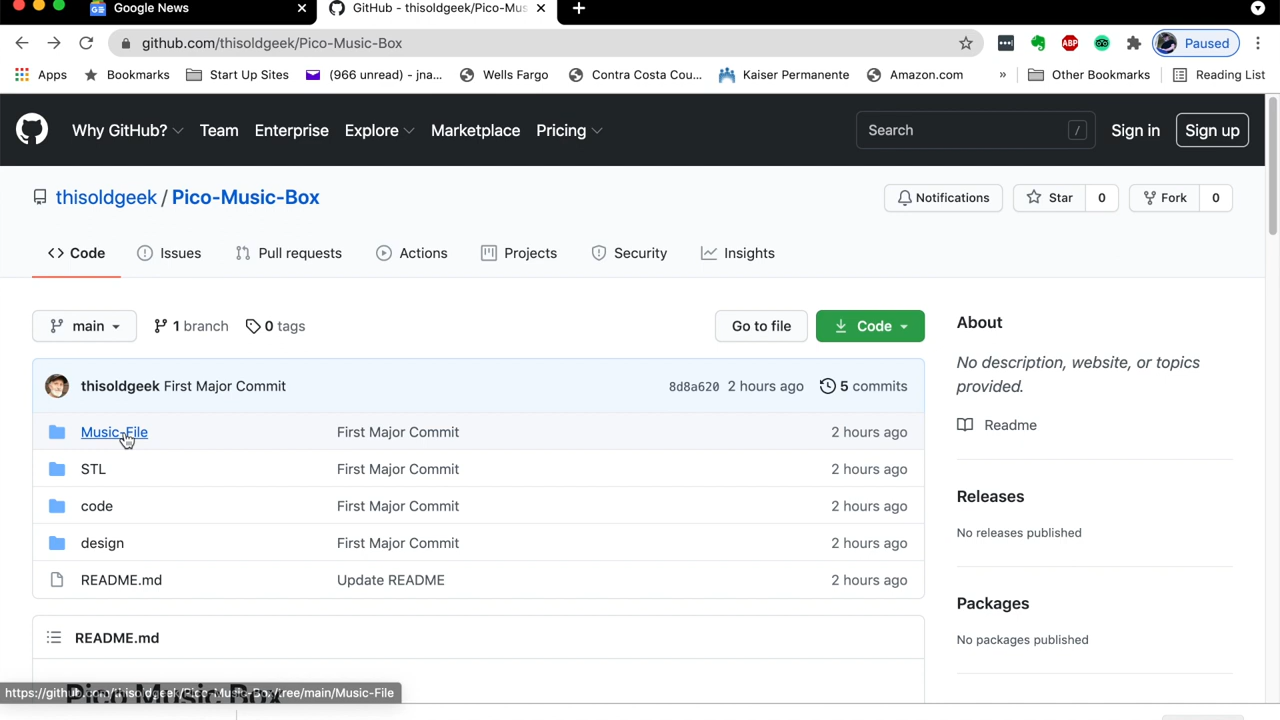 Google News
GitHub - thisoldgeek/Pico-Mus
github.com/thisoldgeek/Pico-Music-Box
ABP
Paused
Apps
Bookmarks
Start Up Sites
(966 unread) - jna...
Wells Fargo
Contra Costa Cou...
Kaiser Permanente
Amazon.com
»
Other Bookmarks
Reading List
Why GitHub?
Team
Enterprise
Explore
Marketplace
Pricing
Search
/
Sign in
Sign up
thisoldgeek / Pico-Music-Box
Notifications
Star 0
Fork 0
Code
Issues
Pull requests
Actions
Projects
Security
Insights
main
1 branch
0 tags
Go to file
Code
thisoldgeek First Major Commit 8d8a620 2 hours ago 5 commits
Music-File First Major Commit 2 hours ago
STL First Major Commit 2 hours ago
code First Major Commit 2 hours ago
design First Major Commit 2 hours ago
README.md Update README 2 hours ago
README.md
Pico Music Box
About
No description, website, or topics
provided.
Readme
Releases
No releases published
Packages
No packages published
https://github.com/thisoldgeek/Pico-Music-Box/tree/main/Music-File